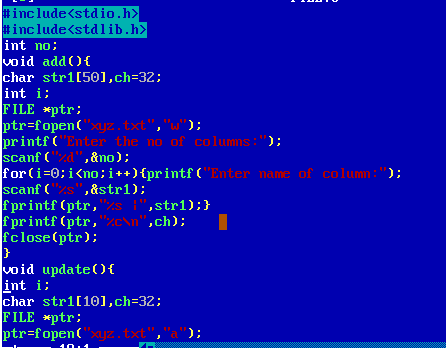 #include<stdio.h>
#include<stdlib.h>
int no;
void add(){
char str1[50],ch=32;
int i;
FILE *ptr;
ptr=fopen("xyz.txt","w");
printf("Enter the no of columns:");
scanf("%d",&no);
for(i=0;i<no;i++){printf("Enter name of column:");
scanf("%s",&str1);
fprintf(ptr,"%s |",str1);}
fprintf(ptr,"%c\n",ch);
fclose(ptr);
}
void update(){
int i;
char str1[10],ch=32;
FILE *ptr;
ptr=fopen("xyz.txt","a");